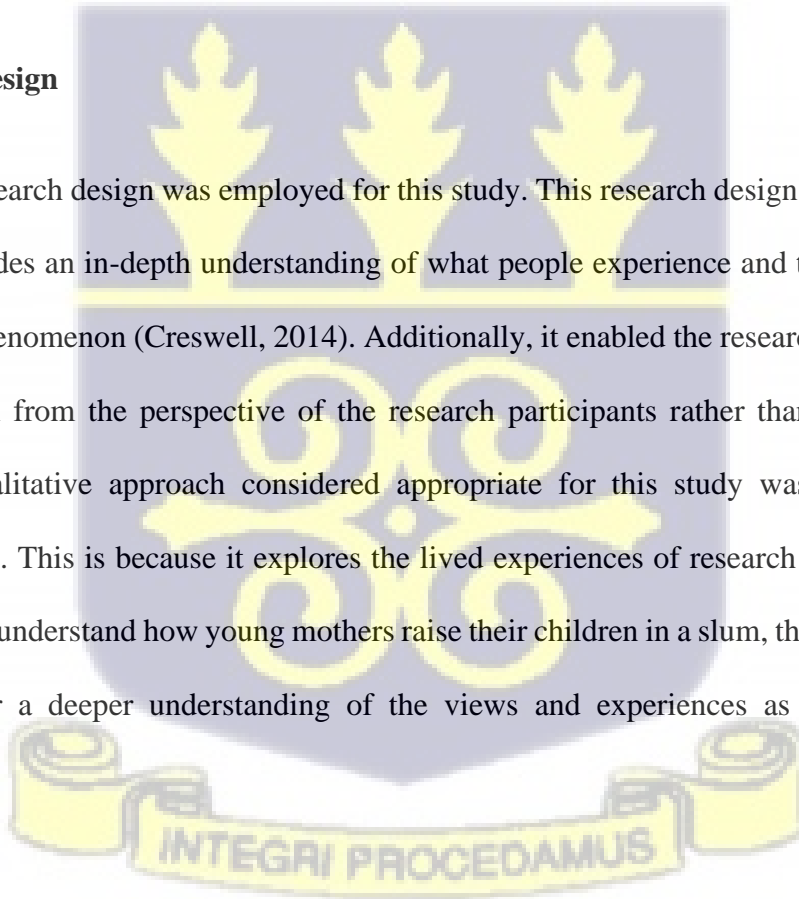 esign
earch design was employed for this study. This research design
des an in-depth understanding of what people experience and t
enomenon (Creswell, 2014). Additionally, it enabled the resear
from the perspective of the research participants rather than
alitative approach considered appropriate for this study was
. This is because it explores the lived experiences of research
understand how young mothers raise their children in a slum, th
r a deeper understanding of the views and experiences as
INTEGRI PROCEDAMUS